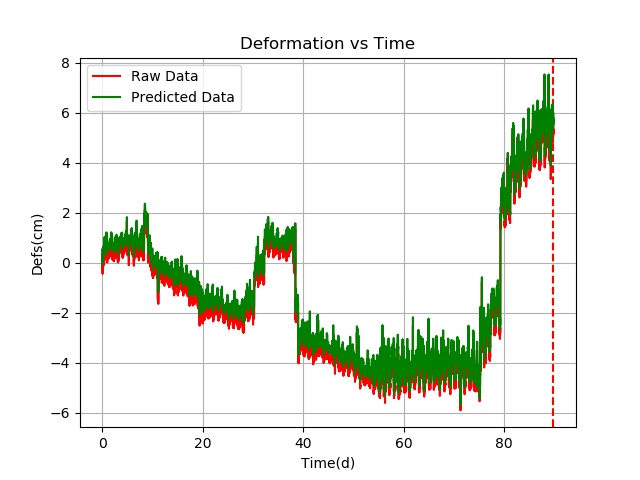 Deformation vs Time
Raw Data
Predicted Data
8
6
4
2
0
−2
−4
−6
Defs(cm)
0 20 40 60 80
Time(d)